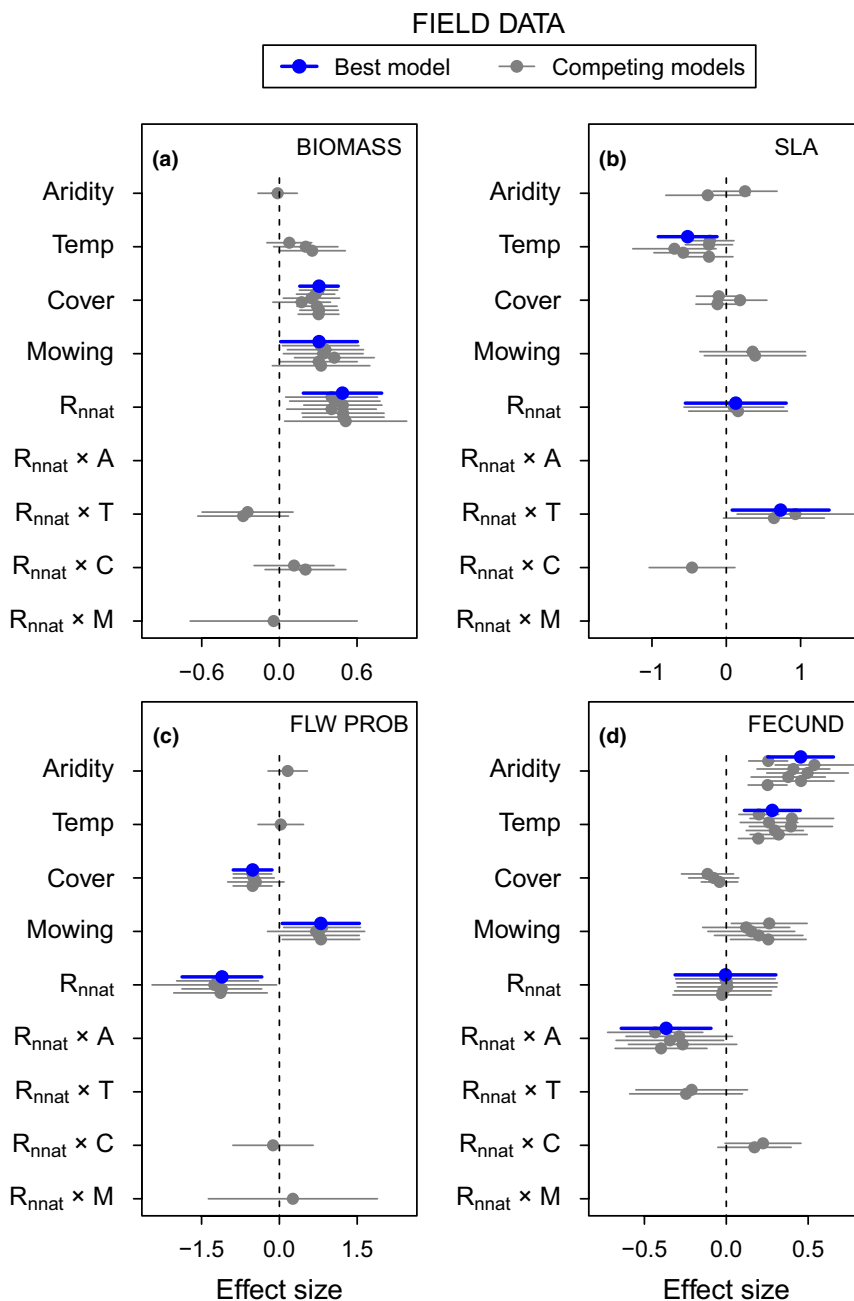 FIELD DATA
Best model Competing models
(a) BIOMASS
Aridity
Temp
Cover
Mowing
Rnnat
Rnnat × A
Rnnat × T
Rnnat × C
Rnnat × M
−0.6 0.0 0.6
(b) SLA
Aridity
Temp
Cover
Mowing
Rnnat
Rnnat × A
Rnnat × T
Rnnat × C
Rnnat × M
−1 0 1
(c) FLW PROB
Aridity
Temp
Cover
Mowing
Rnnat
Rnnat × A
Rnnat × T
Rnnat × C
Rnnat × M
−1.5 0.0 1.5
Effect size
(d) FECUND
Aridity
Temp
Cover
Mowing
Rnnat
Rnnat × A
Rnnat × T
Rnnat × C
Rnnat × M
−0.5 0.0 0.5
Effect size